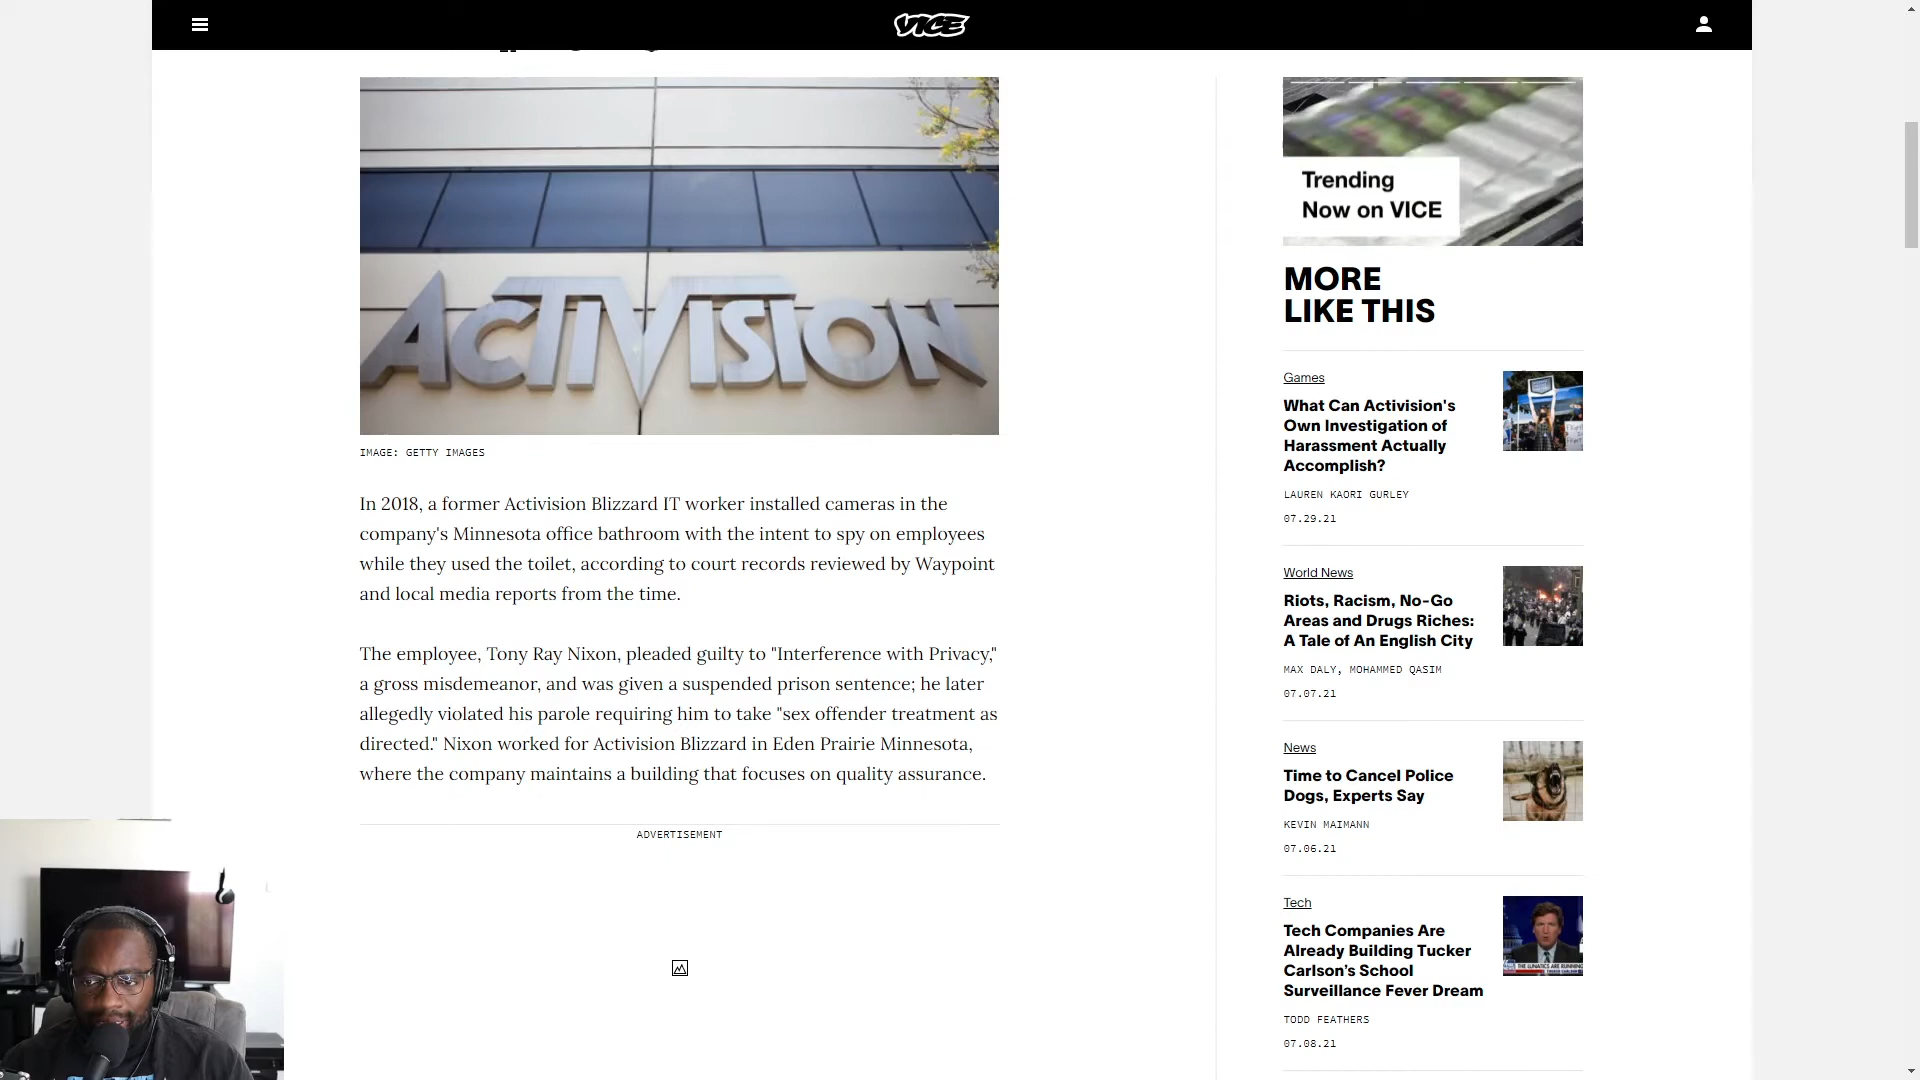 VICE
Trending
Now on VICE
ACTIVISION
MORE
LIKE THIS
Games
What Can Activision's
Own Investigation of
Harassment Actually
Accomplish?
LAUREN KAORI GURLEY
07.29.21
IMAGE: GETTY IMAGES
In 2018, a former Activision Blizzard IT worker installed cameras in the
company's Minnesota office bathroom with the intent to spy on employees
while they used the toilet, according to court records reviewed by Waypoint
and local media reports from the time.
The employee, Tony Ray Nixon, pleaded guilty to "Interference with Privacy,"
a gross misdemeanor, and was given a suspended prison sentence; he later
allegedly violated his parole requiring him to take "sex offender treatment as
directed." Nixon worked for Activision Blizzard in Eden Prairie Minnesota,
where the company maintains a building that focuses on quality assurance.
ADVERTISEMENT
World News
Riots, Racism, No-Go
Areas and Drugs Riches:
A Tale of An English City
MAX DALY, MOHAMMED QASIM
07.07.21
News
Time to Cancel Police
Dogs, Experts Say
KEVIN MAIMANN
07.06.21
Tech
Tech Companies Are
Already Building Tucker
Carlson's School
Surveillance Fever Dream
TODD FEATHERS
07.08.21
THE LUNATICS ARE RUNNING